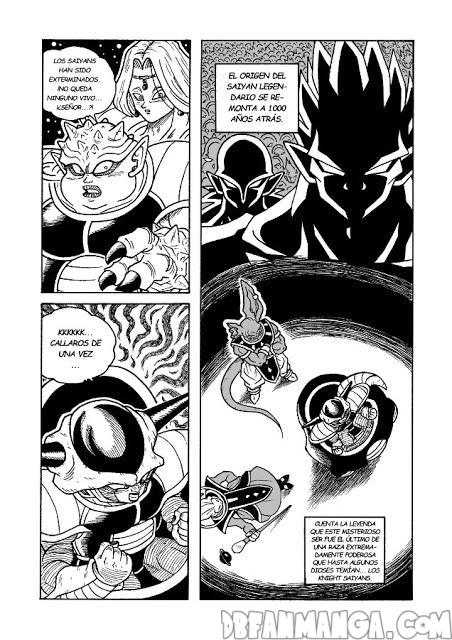 LOS SAIYANS
HAN SIDO
EXTERMINADOS.
¡NO QUEDA
NINGUNO VIVO...
¿SEÑOR...?!
EL ORIGEN DEL
SAIYAN LEGEN-
DARIO SE RE-
MONTA A 1000
AÑOS ATRÁS.
KKKKKK...
CALLAROS DE
UNA VEZ
...
CUENTA LA LEYENDA
QUE ESTE MISTERIOSO
SER FUE EL ÚLTIMO DE
UNA RAZA EXTREMA-
DAMENTE PODEROSA
QUE HASTA ALGUNOS
DIOSES TEMÍAN... LOS
KNIGHT SAIYANS.
DBFANMANGA.COM